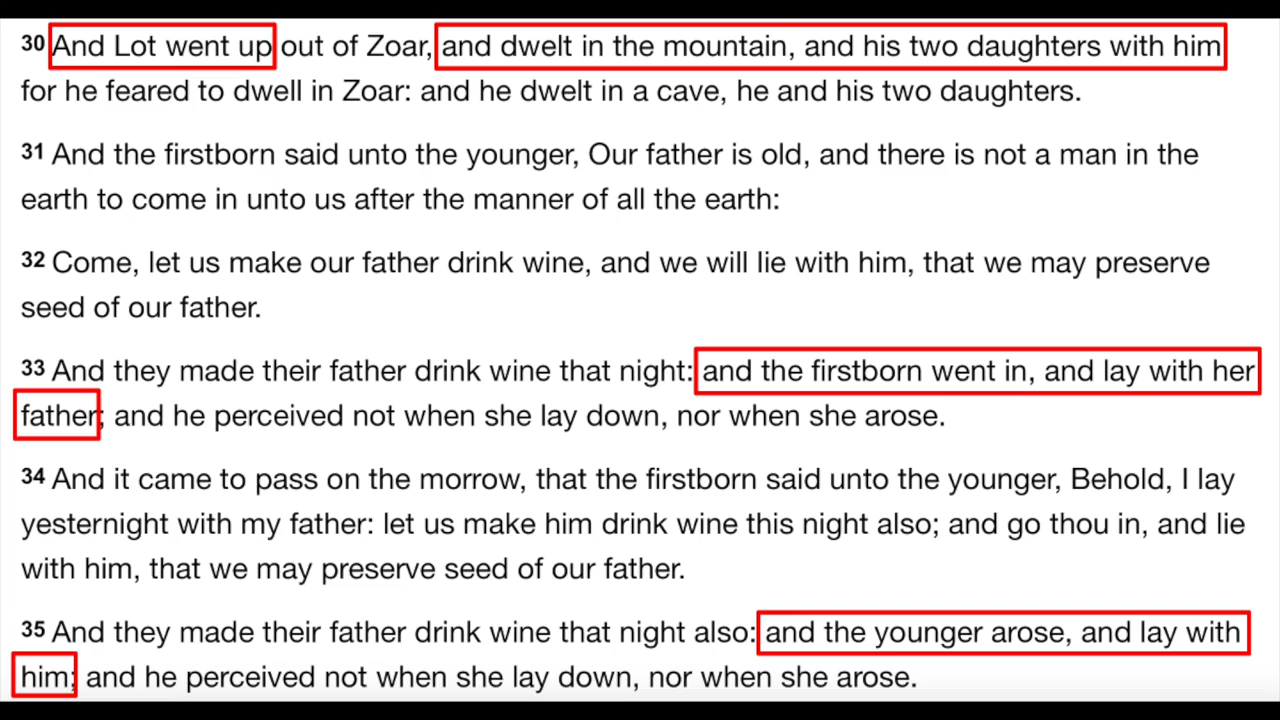 30 And Lot went up out of Zoar, and dwelt in the mountain, and his two daughters with him
for he feared to dwell in Zoar: and he dwelt in a cave, he and his two daughters.
31 And the firstborn said unto the younger, Our father is old, and there is not a man in the
earth to come in unto us after the manner of all the earth:
32 Come, let us make our father drink wine, and we will lie with him, that we may preserve
seed of our father.
33 And they made their father drink wine that night: and the firstborn went in, and lay with her
father; and he perceived not when she lay down, nor when she arose.
34 And it came to pass on the morrow, that the firstborn said unto the younger, Behold, I lay
yesternight with my father: let us make him drink wine this night also; and go thou in, and lie
with him, that we may preserve seed of our father.
35 And they made their father drink wine that night also: and the younger arose, and lay with
him; and he perceived not when she lay down, nor when she arose.